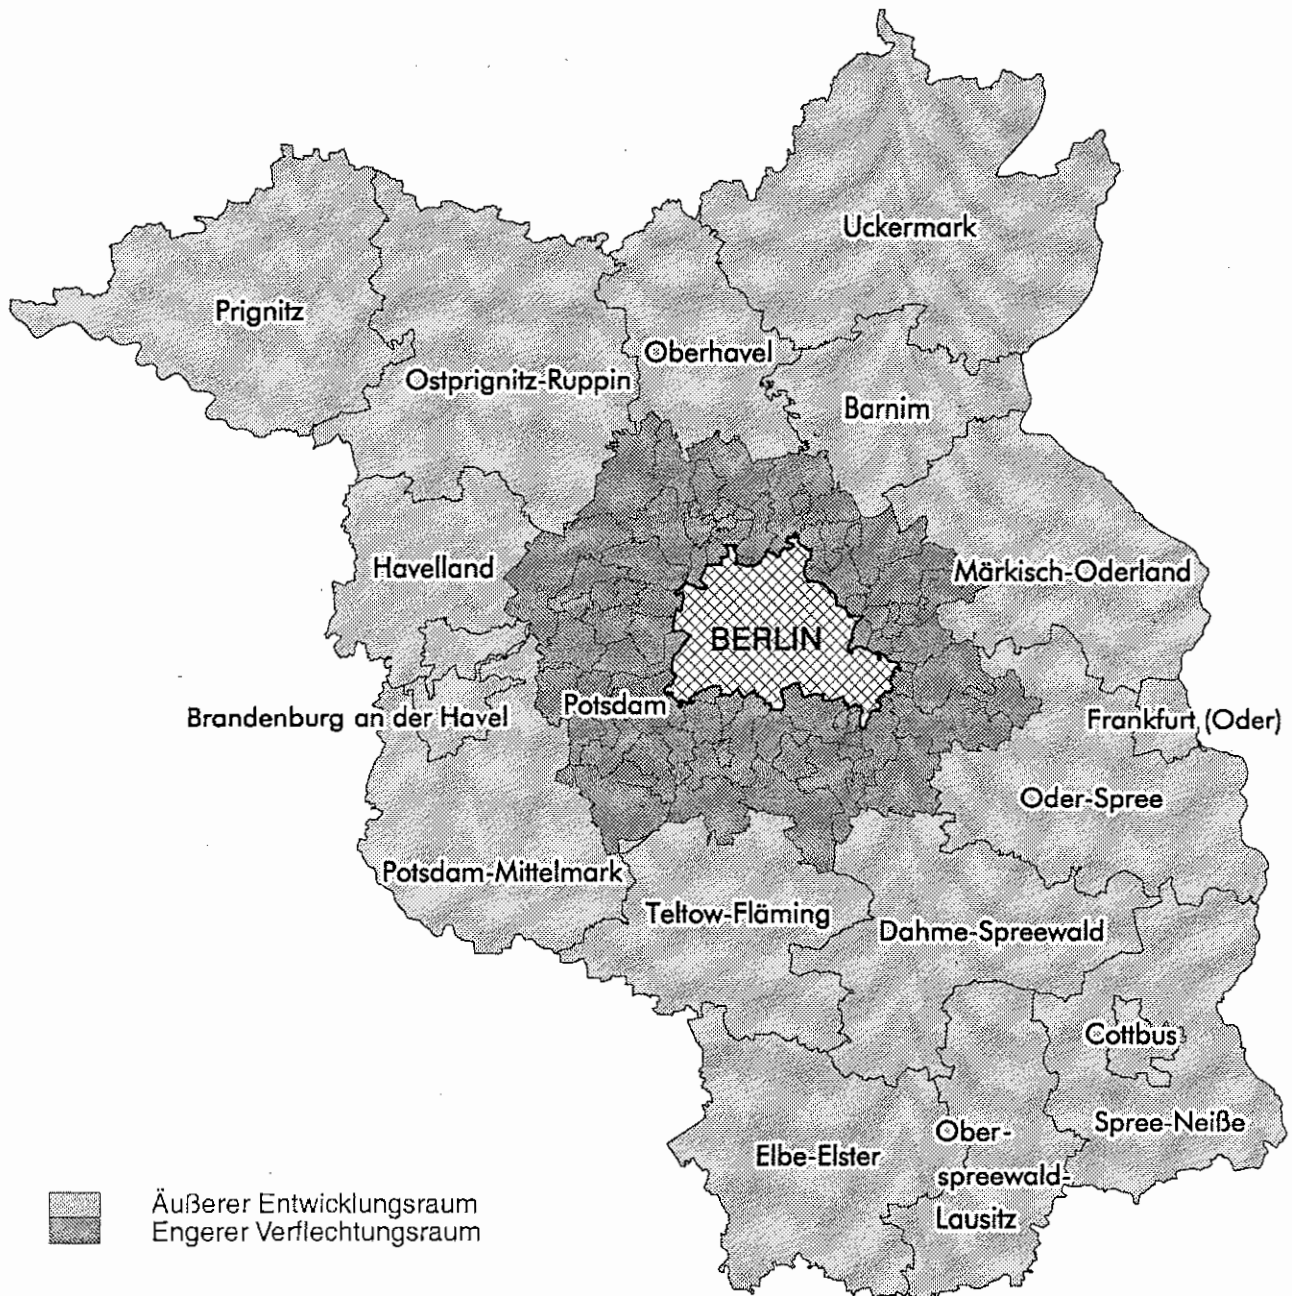 Uckermark
Prignitz
Oberhavel
Ostprignitz-Ruppin
Barnim
Havelland
Märkisch-Oderland
BERLIN
Potsdam
Brandenburg an der Havel
Frankfurt (Oder)
Oder-Spree
Potsdam-Mittelmark
Teltow-Fläming
Dahme-Spreewald
Cottbus
Spree-Neiße
Elbe-Elster
Ober-
spreewald-
Lausitz
Äußerer Entwicklungsraum
Engerer Verflechtungsraum